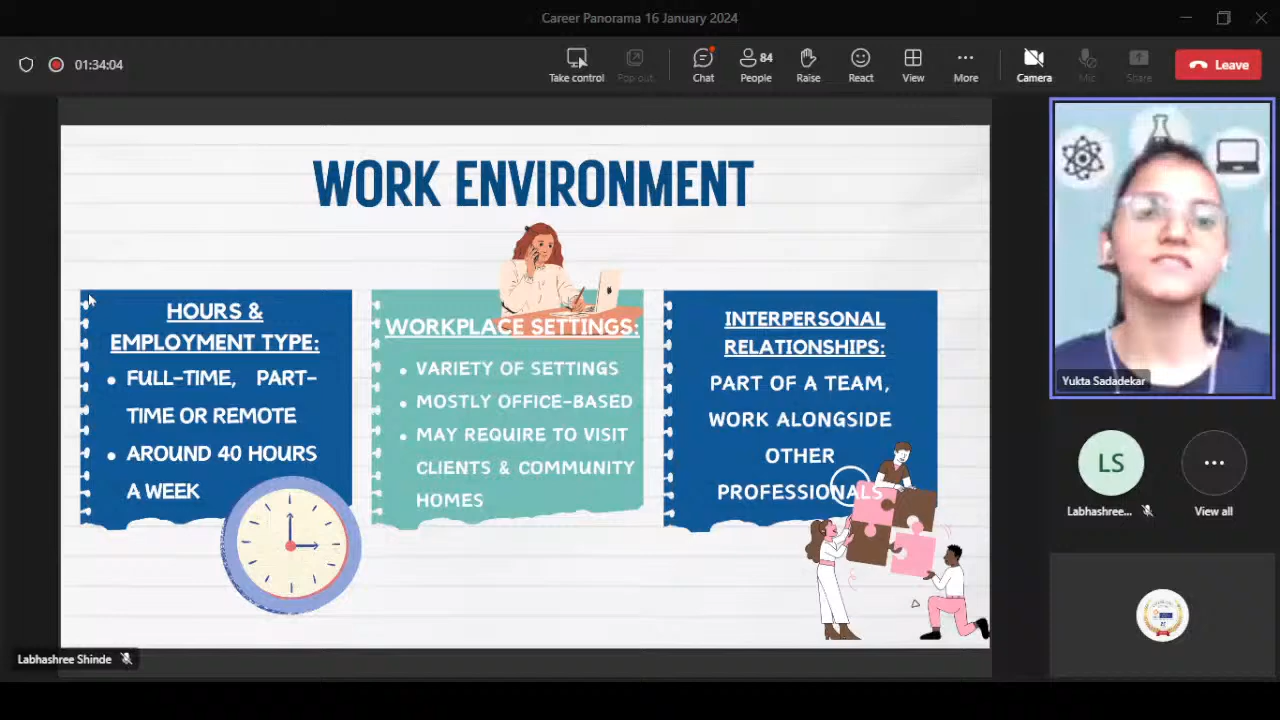 Career Panorama 16 January 2024
01:34:04
Take control
Pop out
Chat
84
People
Raise
React
View
More
Camera
Mic
Share
Leave
WORK ENVIRONMENT
HOURS &
EMPLOYMENT TYPE:
• FULL-TIME, PART-
TIME OR REMOTE
• AROUND 40 HOURS
A WEEK
WORKPLACE SETTINGS:
• VARIETY OF SETTINGS
• MOSTLY OFFICE-BASED
• MAY REQUIRE TO VISIT
CLIENTS & COMMUNITY
HOMES
INTERPERSONAL
RELATIONSHIPS:
PART OF A TEAM,
WORK ALONGSIDE
OTHER
PROFESSIONALS
Yukta Sadadekar
LS
Labhashree...
View all
Labhashree Shinde